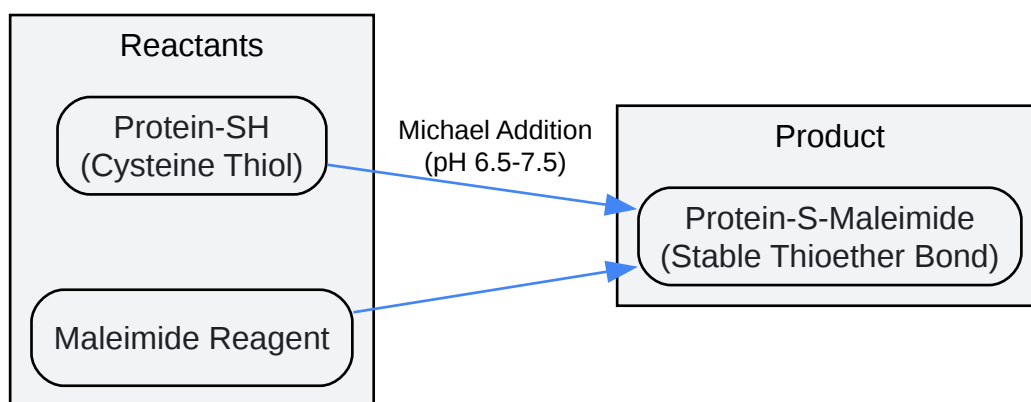 Reactants
Protein-SH
(Cysteine Thiol)
Maleimide Reagent
Michael Addition
(pH 6.5-7.5)
Product
Protein-S-Maleimide
(Stable Thioether Bond)